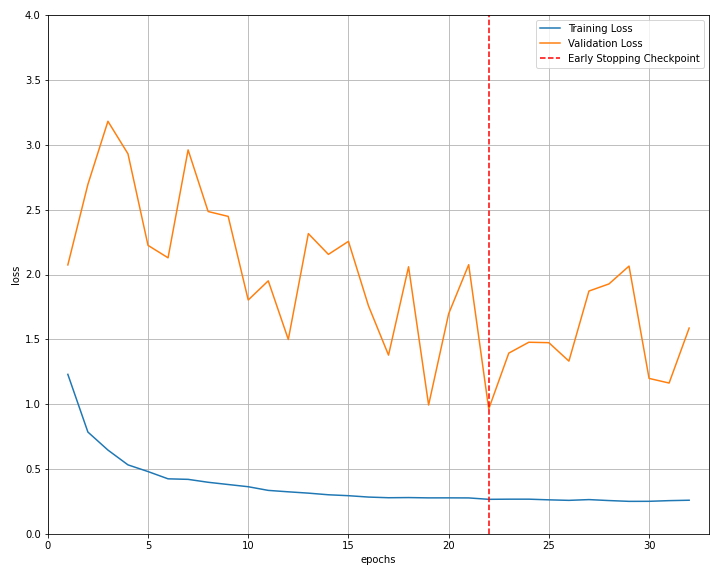 4.0
3.5
3.0
2.5
2.0
1.5
1.0
0.5
0.0
loss
0 5 10 15 20 25 30
epochs
Training Loss
Validation Loss
Early Stopping Checkpoint